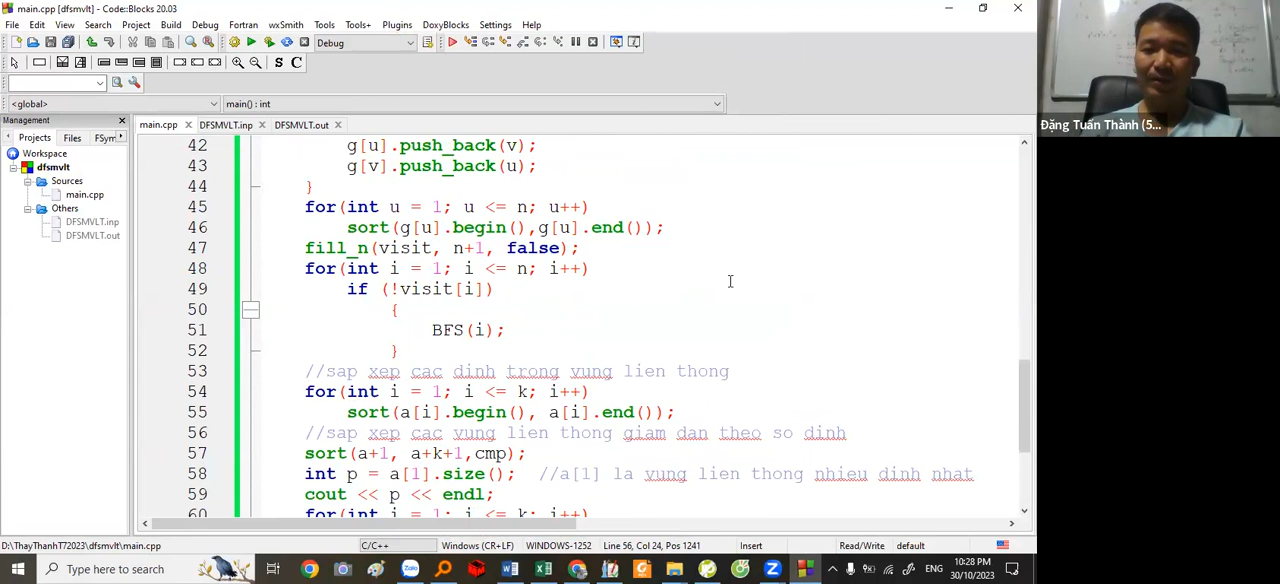 main.cpp [dfsmvlt] - Code::Blocks 20.03
File Edit View Search Project Build Debug Fortran wxSmith Tools Tools+ Plugins DoxyBlocks Settings Help
Debug
S C
<global>
main() : int
Management
Projects Files FSym
Workspace
dfsmvlt
Sources
main.cpp
Others
DFSMVLT.inp
DFSMVLT.out
main.cpp DFSMVLT.inp DFSMVLT.out
42 g[u].push_back(v);
43 g[v].push_back(u);
44 }
45 for(int u = 1; u <= n; u++)
46 sort(g[u].begin(),g[u].end());
47 fill_n(visit, n+1, false);
48 for(int i = 1; i <= n; i++)
49 if (!visit[i])
50 {
51 BFS(i);
52 }
53 //sap xep cac dinh trong vung lien thong
54 for(int i = 1; i <= k; i++)
55 sort(a[i].begin(), a[i].end());
56 //sap xep cac vung lien thong giam dan theo so dinh
57 sort(a+1, a+k+1,cmp);
58 int p = a[1].size(); //a[1] la vung lien thong nhieu dinh nhat
59 cout << p << endl;
60 for(int i = 1; i <= k; i++)
D:\ThayThanhT72023\dfsmvlt\main.cpp C/C++ Windows (CR+LF) WINDOWS-1252 Line 56, Col 24, Pos 1241 Insert Read/Write default
Type here to search
ENG
10:28 PM
30/10/2023
Đặng Tuấn Thành (5...